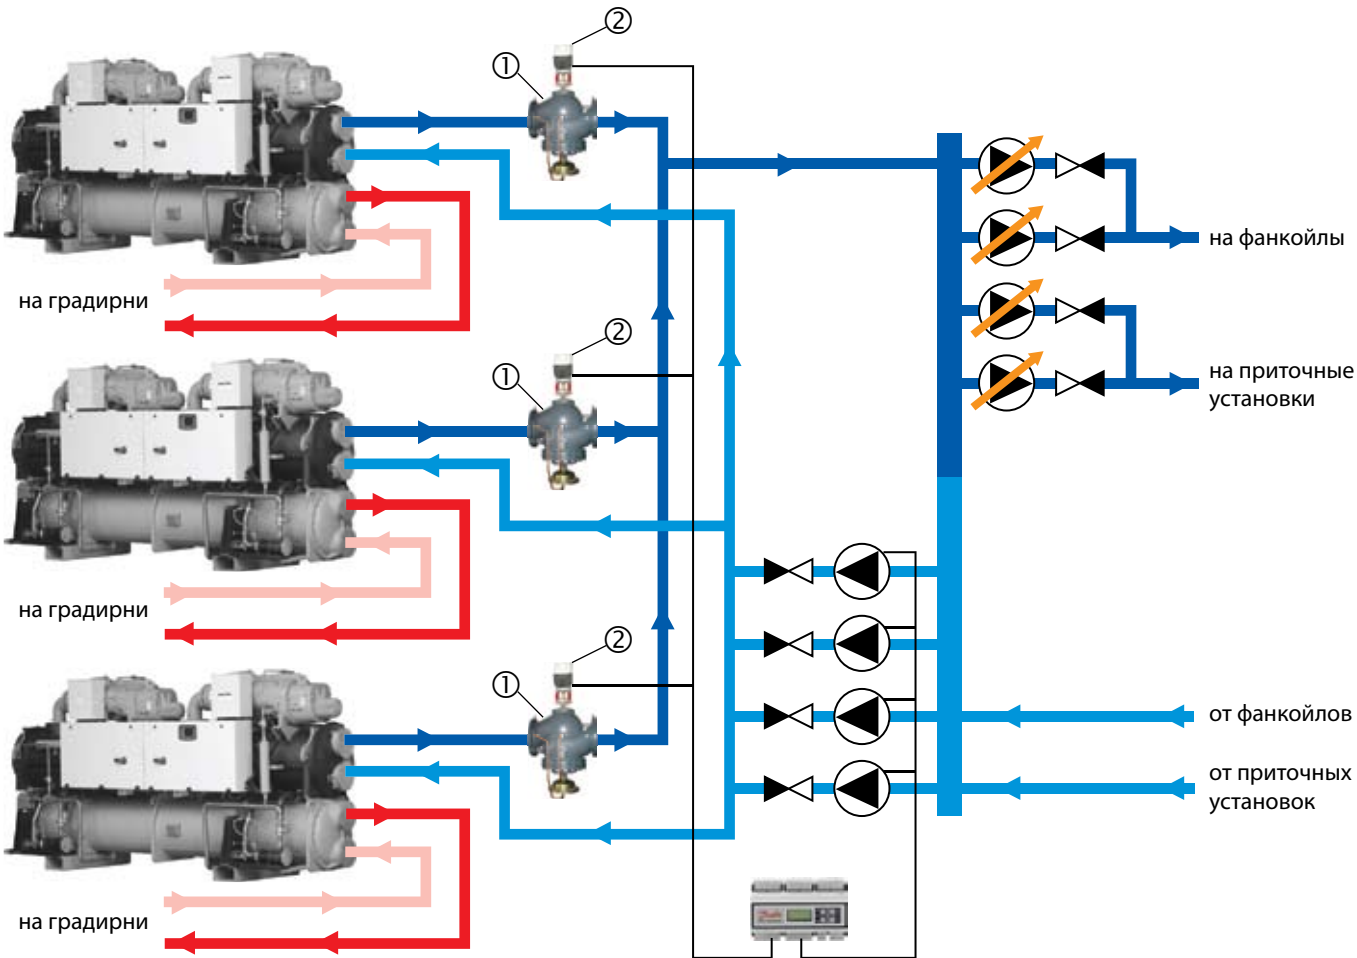 ②
①
на фанкойлы
на градирни
②
①
на приточные
установки
на градирни
②
①
от фанкойлов
от приточных
установок
Danfoss
на градирни